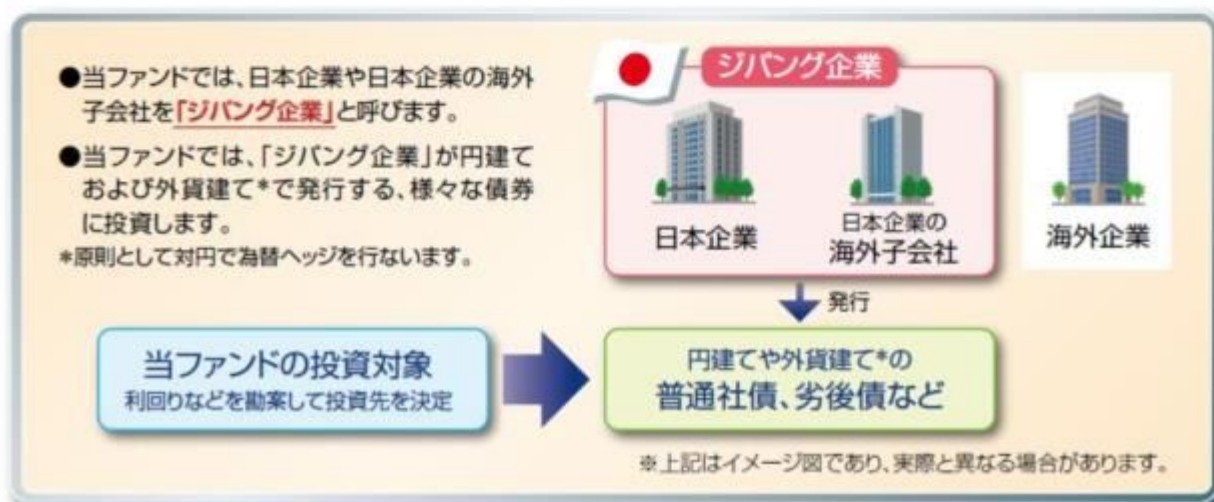 ●当ファンドでは、日本企業や日本企業の海外
子会社を「ジパング企業」と呼びます。
●当ファンドでは、「ジパング企業」が円建て
および外貨建て*で発行する、様々な債券
に投資します。
*原則として対円で為替ヘッジを行ないます。
ジパング企業
日本企業
日本企業の
海外子会社
海外企業
発行
当ファンドの投資対象
利回りなどを勘案して投資先を決定
円建てや外貨建て*の
普通社債、劣後債など
※上記はイメージ図であり、実際と異なる場合があります。